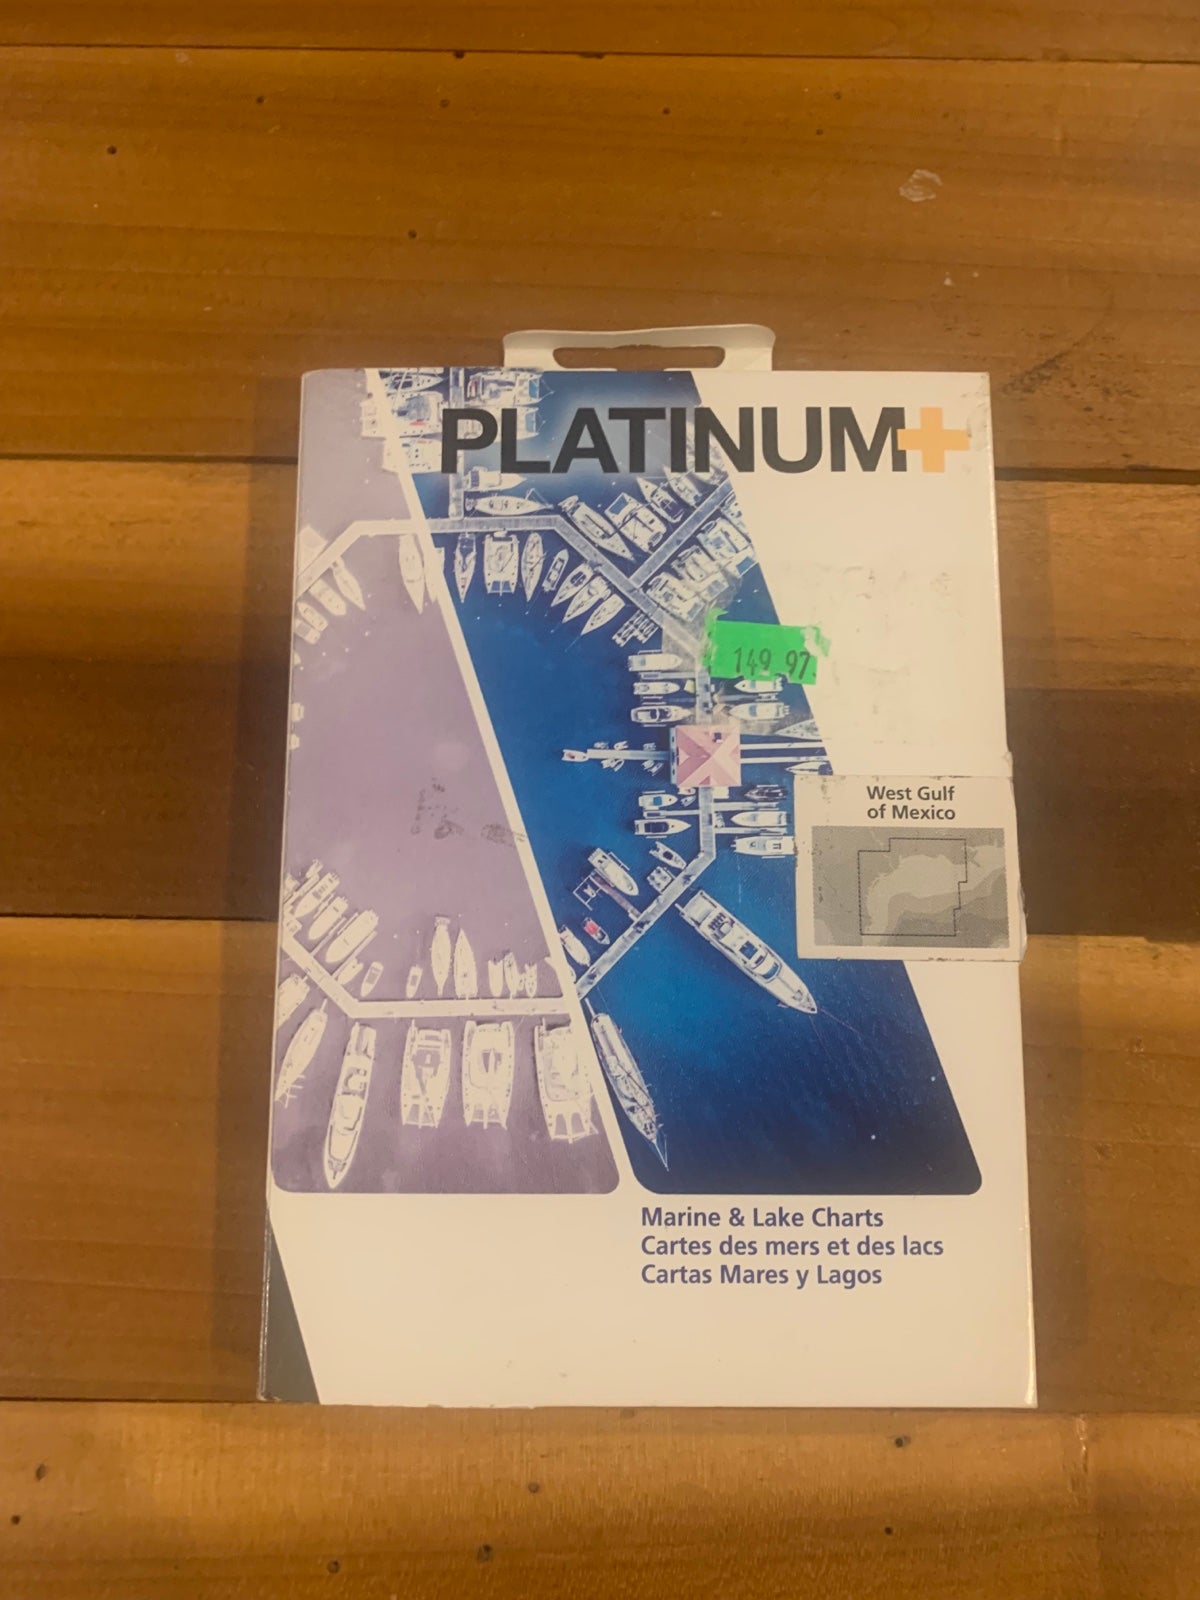 PLATINUM+
149 97
West Gulf
of Mexico
Marine & Lake Charts
Cartes des mers et des lacs
Cartas Mares y Lagos